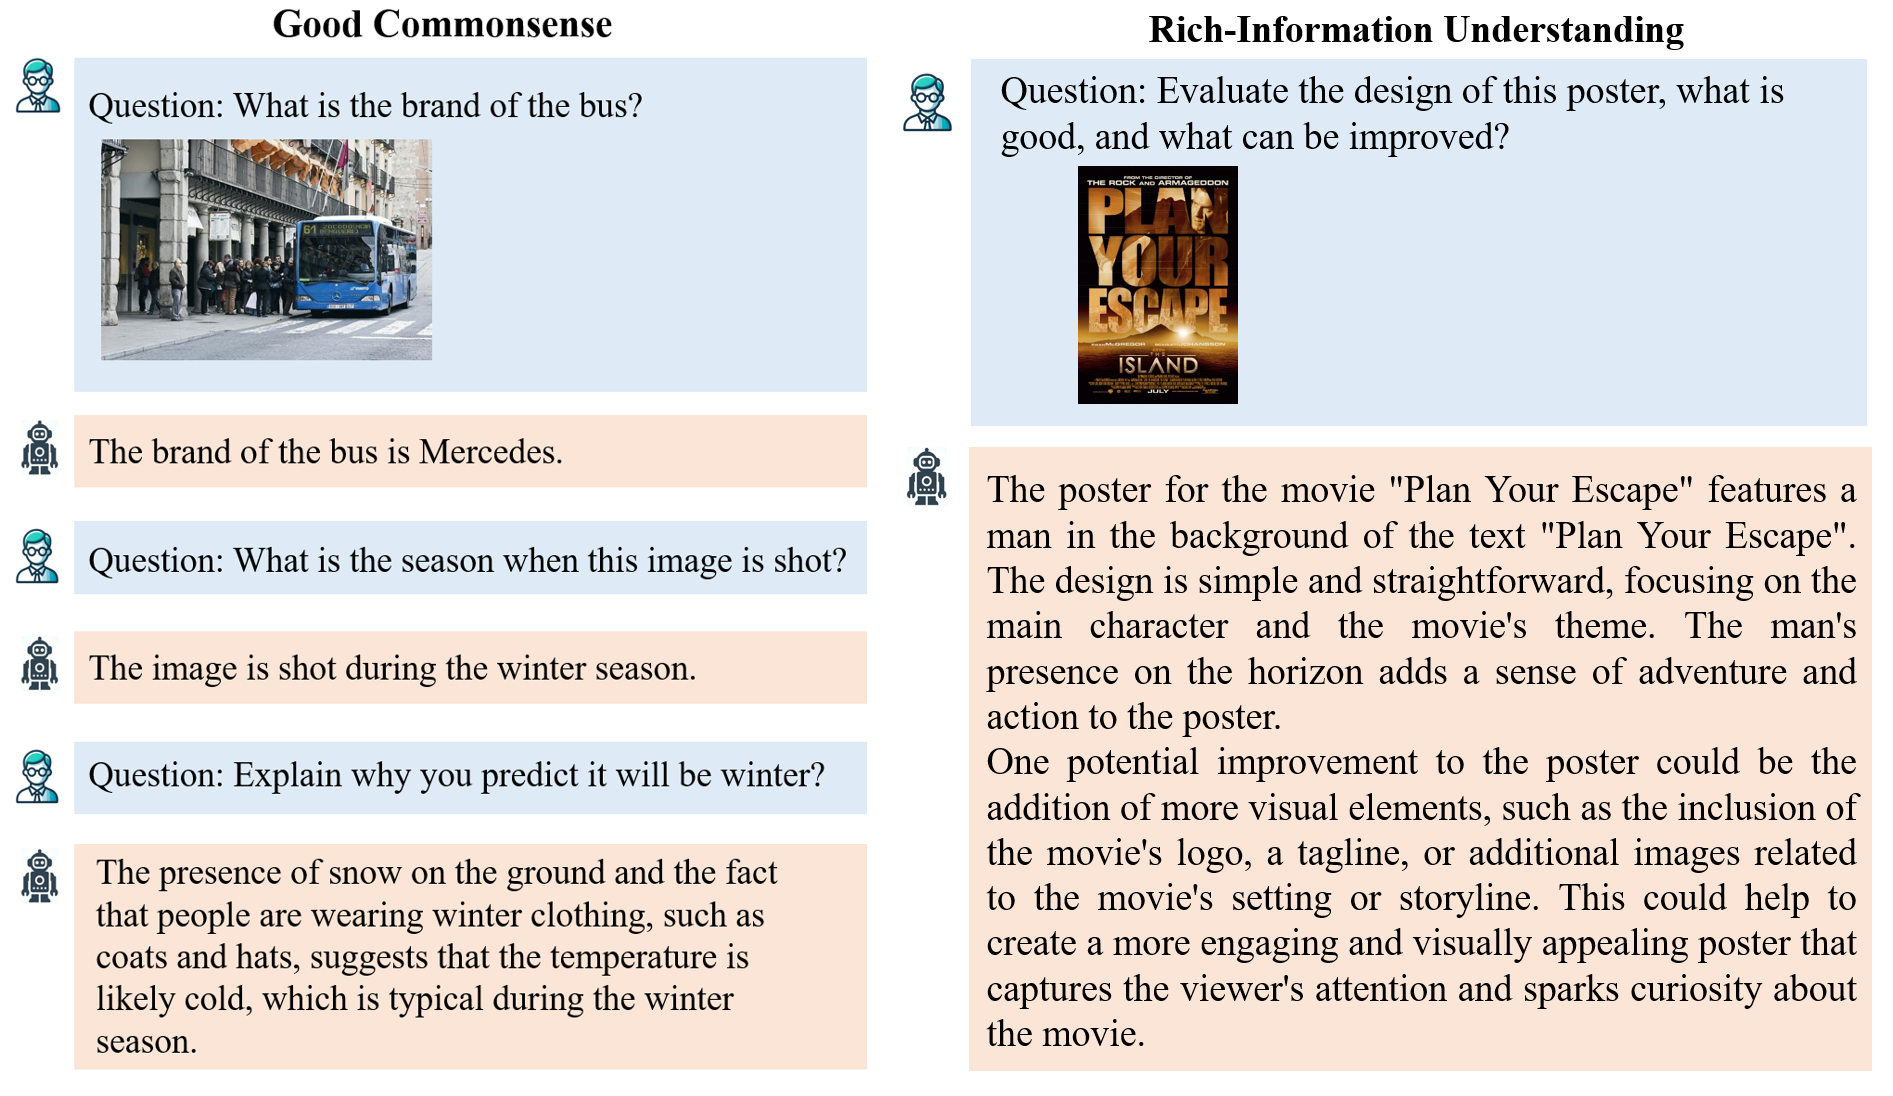 Good Commonsense
Question: What is the brand of the bus?
61
The brand of the bus is Mercedes.
Question: What is the season when this image is shot?
The image is shot during the winter season.
Question: Explain why you predict it will be winter?
The presence of snow on the ground and the fact
that people are wearing winter clothing, such as
coats and hats, suggests that the temperature is
likely cold, which is typical during the winter
season.
Rich-Information Understanding
Question: Evaluate the design of this poster, what is
good, and what can be improved?
FROM THE DIRECTOR OF
THE ROCK AND ARMAGEDDON
PLAN
YOUR
ESCAPE
McGREGOR JOHANSSON
THE
ISLAND
JULY
The poster for the movie "Plan Your Escape" features a
man in the background of the text "Plan Your Escape".
The design is simple and straightforward, focusing on the
main character and the movie's theme. The man's
presence on the horizon adds a sense of adventure and
action to the poster.
One potential improvement to the poster could be the
addition of more visual elements, such as the inclusion of
the movie's logo, a tagline, or additional images related
to the movie's setting or storyline. This could help to
create a more engaging and visually appealing poster that
captures the viewer's attention and sparks curiosity about
the movie.